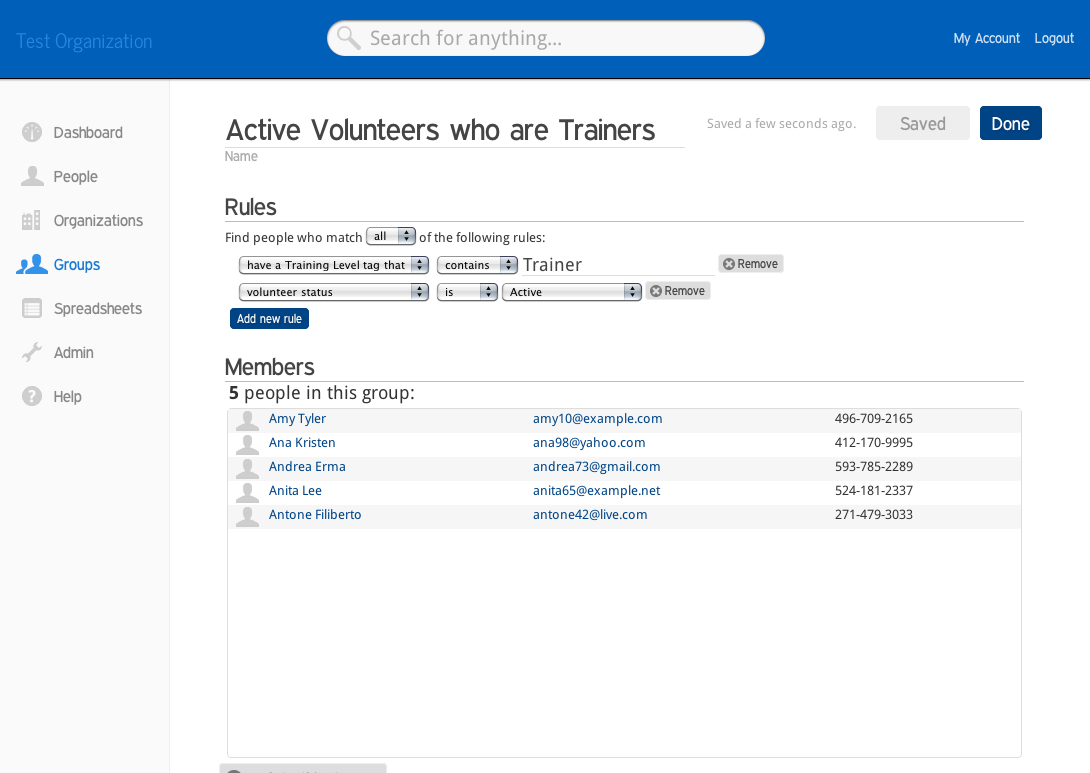 Test Organization
Search for anything...
My Account Logout
Dashboard
People
Organizations
Groups
Spreadsheets
Admin
Help
Active Volunteers who are Trainers
Name
Saved a few seconds ago.
Saved
Done
Rules
Find people who match all of the following rules:
have a Training Level tag that contains Trainer Remove
volunteer status is Active Remove
Add new rule
Members
5 people in this group:
Amy Tyler amy10@example.com 496-709-2165
Ana Kristen ana98@yahoo.com 412-170-9995
Andrea Erma andrea73@gmail.com 593-785-2289
Anita Lee anita65@example.net 524-181-2337
Antone Filiberto antone42@live.com 271-479-3033